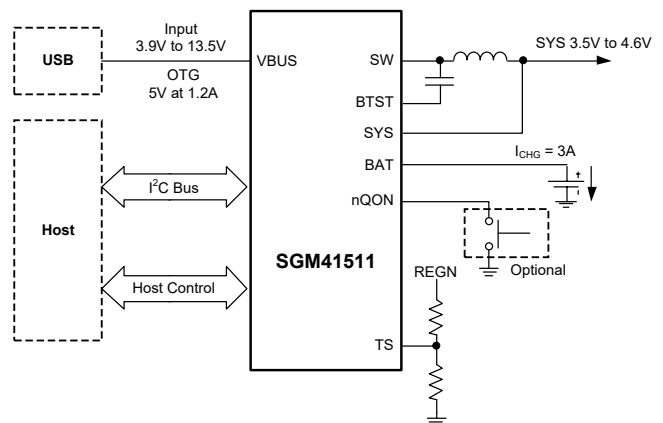 Input
3.9V to 13.5V
USB
OTG
5V at 1.2A
VBUS
SW
SYS 3.5V to 4.6V
BTST
SYS
BAT
ICHG = 3A
+
-
nQON
Host
I2C Bus
Host Control
SGM41511
REGN
Optional
TS